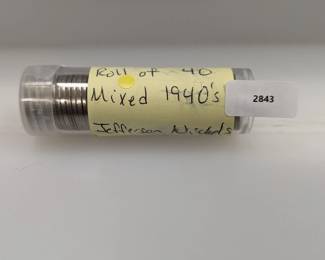 Roll of 40
Mixed 1940's
2843
Jefferson Nickels